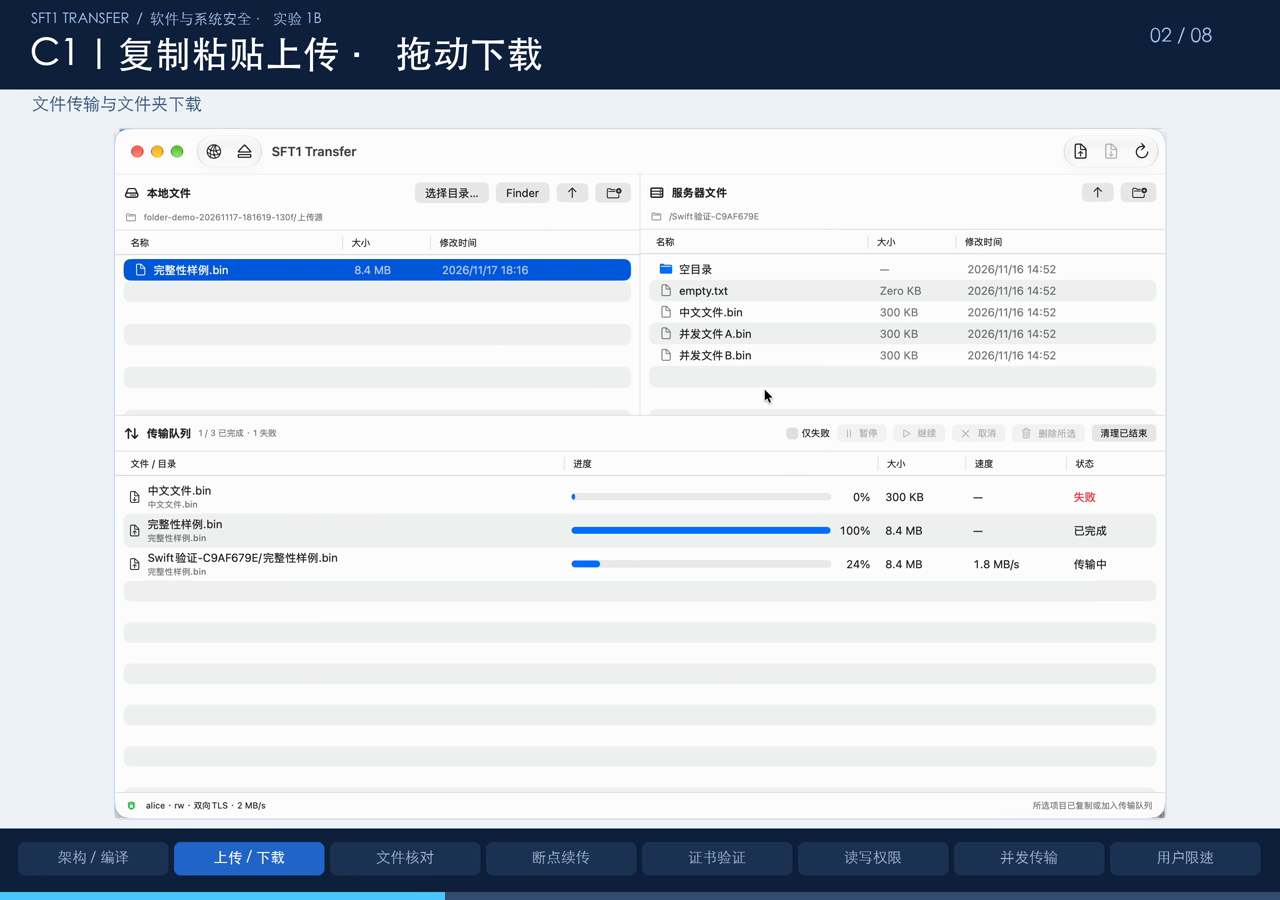 SFT1 TRANSFER / 软件与系统安全 · 实验 1B
C1 | 复制粘贴上传 · 拖动下载
02 / 08
文件传输与文件夹下载
SFT1 Transfer
本地文件 选择目录... Finder
folder-demo-20261117-181619-130f/上传源
名称 大小 修改时间
完整性样例.bin 8.4 MB 2026/11/17 18:16
服务器文件
/Swift验证-C9AF679E
名称 大小 修改时间
空目录 — 2026/11/16 14:52
empty.txt Zero KB 2026/11/16 14:52
中文文件.bin 300 KB 2026/11/16 14:52
并发文件A.bin 300 KB 2026/11/16 14:52
并发文件B.bin 300 KB 2026/11/16 14:52
传输队列 1 / 3 已完成 · 1 失败 仅失败 暂停 继续 取消 删除所选 清理已结束
文件 / 目录 进度 大小 速度 状态
中文文件.bin 0% 300 KB — 失败
中文文件.bin
完整性样例.bin 100% 8.4 MB — 已完成
完整性样例.bin
Swift验证-C9AF679E/完整性样例.bin 24% 8.4 MB 1.8 MB/s 传输中
完整性样例.bin
alice · rw · 双向TLS · 2 MB/s 所选项目已复制或加入传输队列
架构 / 编译 上传 / 下载 文件核对 断点续传 证书验证 读写权限 并发传输 用户限速